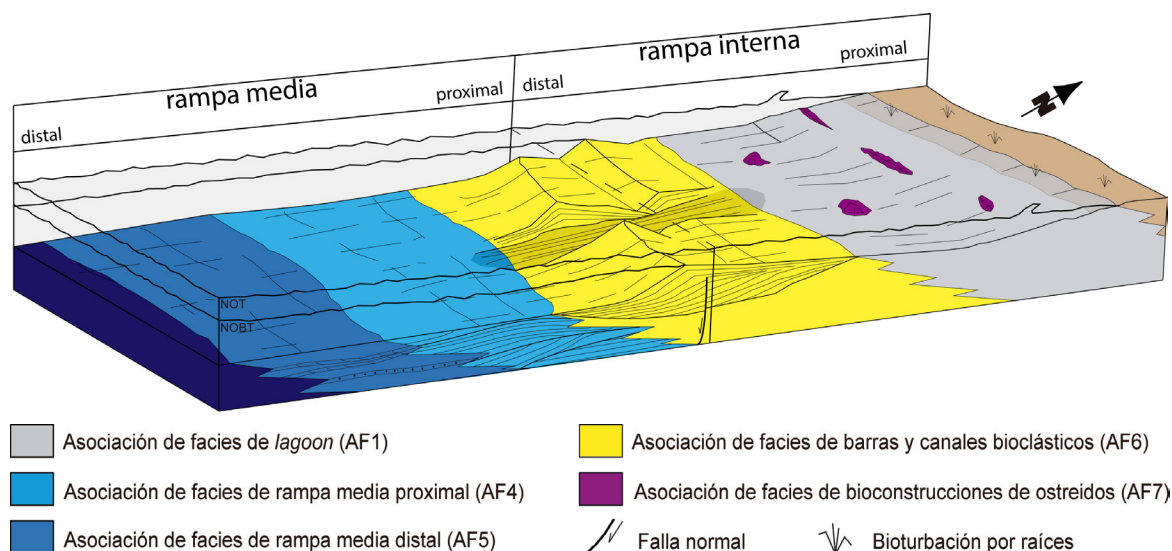 rampa media
rampa interna
distal
proximal
distal
proximal
N
NOT
NOBT
Asociación de facies de lagoon (AF1)
Asociación de facies de barras y canales bioclásticos (AF6)
Asociación de facies de rampa media proximal (AF4)
Asociación de facies de bioconstrucciones de ostreidos (AF7)
Asociación de facies de rampa media distal (AF5)
Falla normal
Bioturbación por raíces